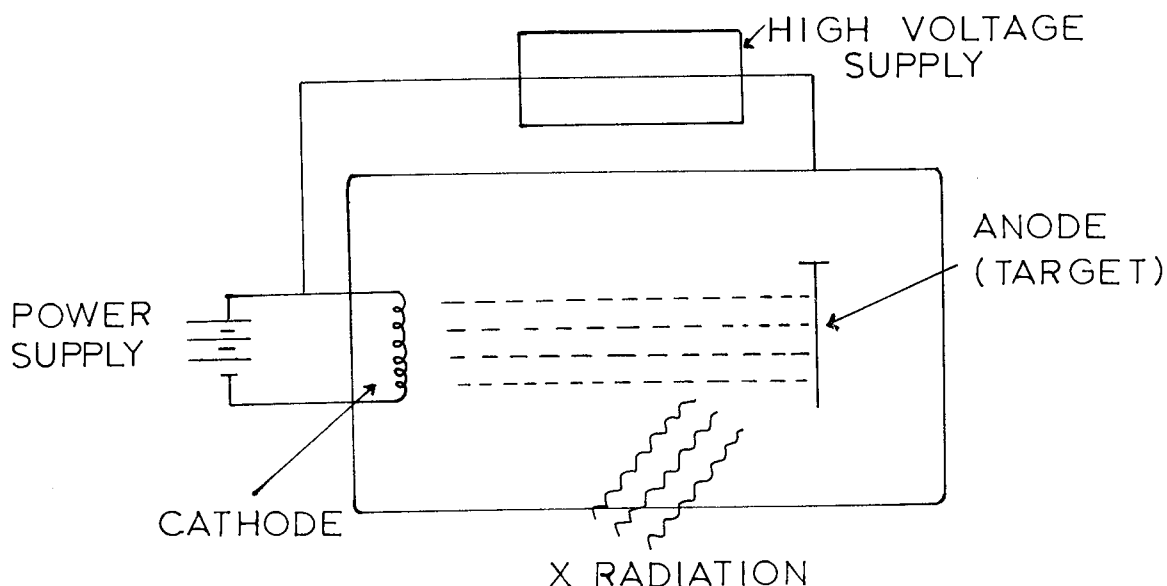 HIGH VOLTAGE
SUPPLY
ANODE
(TARGET)
POWER
SUPPLY
CATHODE
X RADIATION